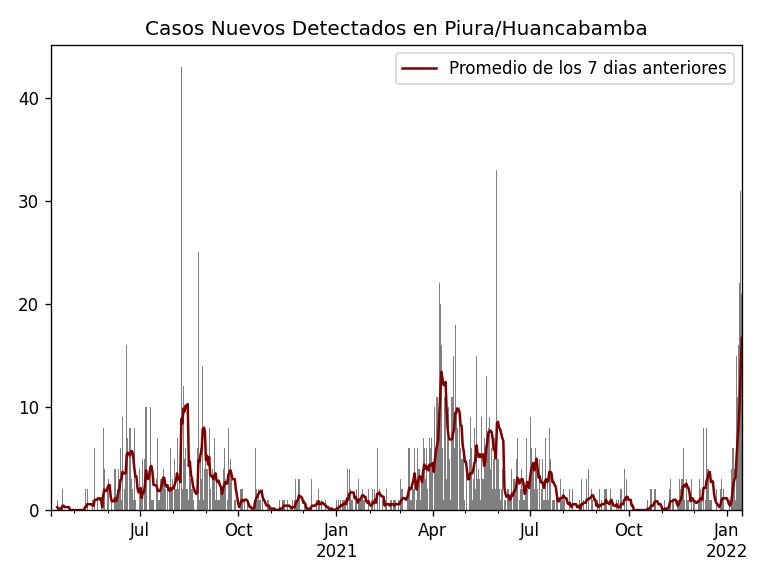 Casos Nuevos Detectados en Piura/Huancabamba
Promedio de los 7 dias anteriores
40
30
20
10
0
Jul
Oct
Jan
2021
Apr
Jul
Oct
Jan
2022